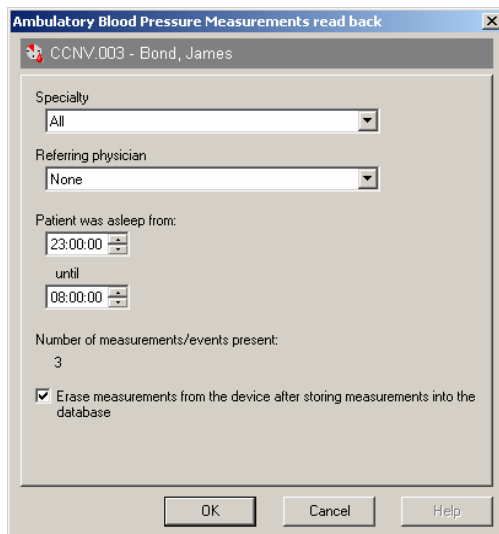 Ambulatory Blood Pressure Measurements read back
CCNV.003 - Bond, James
Specialty
All
Referring physician
None
Patient was asleep from:
23:00:00
until
08:00:00
Number of measurements/events present:
3
Erase measurements from the device after storing measurements into the
database
OK Cancel Help